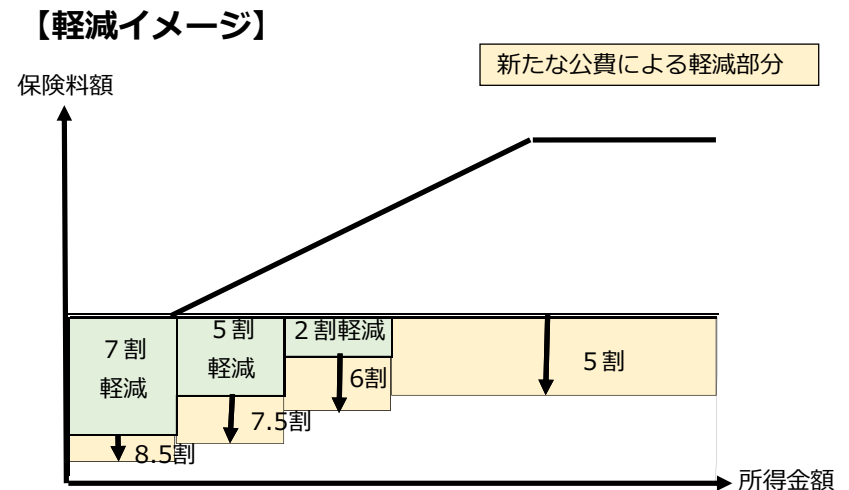 【軽減イメージ】
新たな公費による軽減部分
保険料額
7割
軽減
5割
軽減
2割軽減
6割
5割
7.5割
8.5割
所得金額